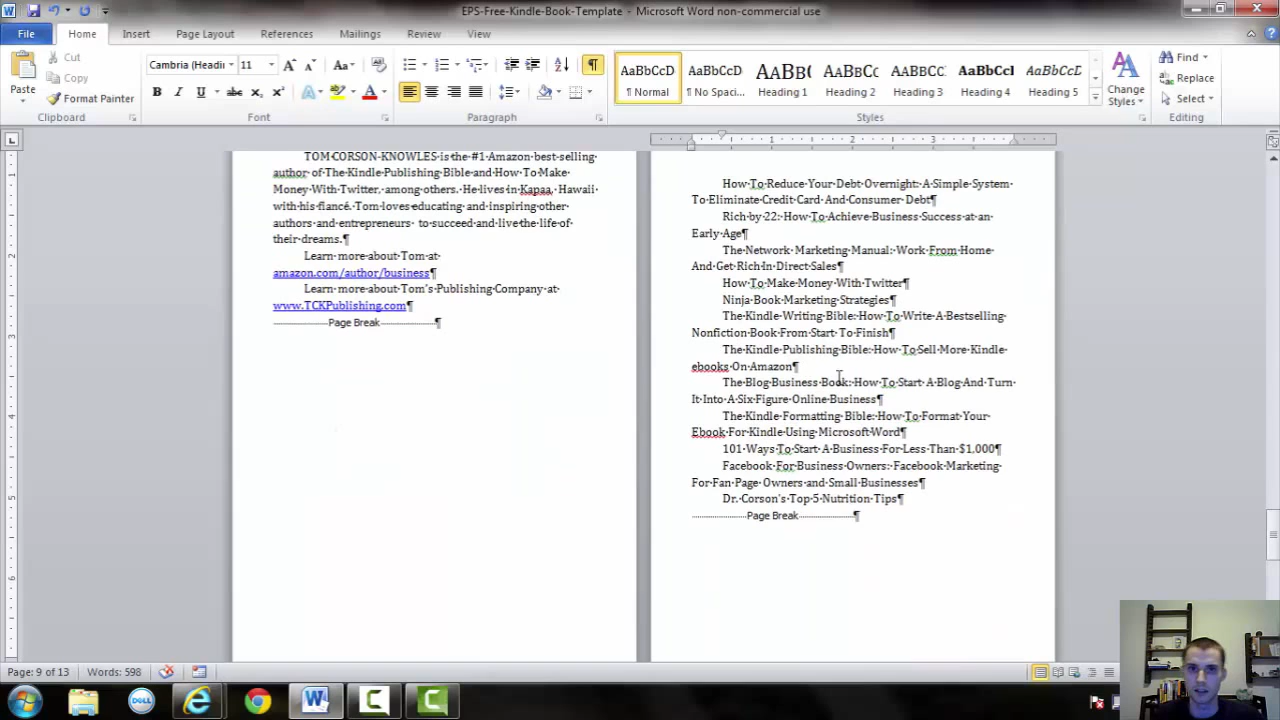 EPS-Free-Kindle-Book-Template - Microsoft Word non-commercial use
File Home Insert Page Layout References Mailings Review View
Cut
Copy
Format Painter
Paste
Clipboard
Cambria (Headi 11
Font
Paragraph
AaBbCcD AaBbCcD AaBb( AaBbCc AaBbCC AaBbCcI AaBbCcD
¶ Normal ¶ No Spaci... Heading 1 Heading 2 Heading 3 Heading 4 Heading 5
Change
Styles
Styles
Find
Replace
Select
Editing
TOM CORSON-KNOWLES is the #1 Amazon best-selling
author of The Kindle Publishing Bible and How To Make
Money With Twitter, among others. He lives in Kapaa, Hawaii
with his fiancé. Tom loves educating and inspiring other
authors and entrepreneurs to succeed and live the life of
their dreams.¶
Learn more about Tom at
amazon.com/author/business¶
Learn more about Tom's Publishing Company at
www.TCKPublishing.com¶
Page Break¶
How To Reduce Your Debt Overnight: A Simple System
To Eliminate Credit Card And Consumer Debt¶
Rich by 22: How To Achieve Business Success at an
Early Age¶
The Network Marketing Manual: Work From Home
And Get Rich In Direct Sales¶
How To Make Money With Twitter¶
Ninja Book Marketing Strategies¶
The Kindle Writing Bible: How To Write A Bestselling
Nonfiction Book From Start To Finish¶
The Kindle Publishing Bible: How To Sell More Kindle
ebooks On Amazon¶
The Blog Business Book: How To Start A Blog And Turn
It Into A Six Figure Online Business¶
The Kindle Formatting Bible: How To Format Your
Ebook For Kindle Using Microsoft Word¶
101 Ways To Start A Business For Less Than $1,000¶
Facebook For Business Owners: Facebook Marketing
For Fan Page Owners and Small Businesses¶
Dr. Corson's Top 5 Nutrition Tips¶
Page Break¶
Page: 9 of 13 Words: 598
DELL